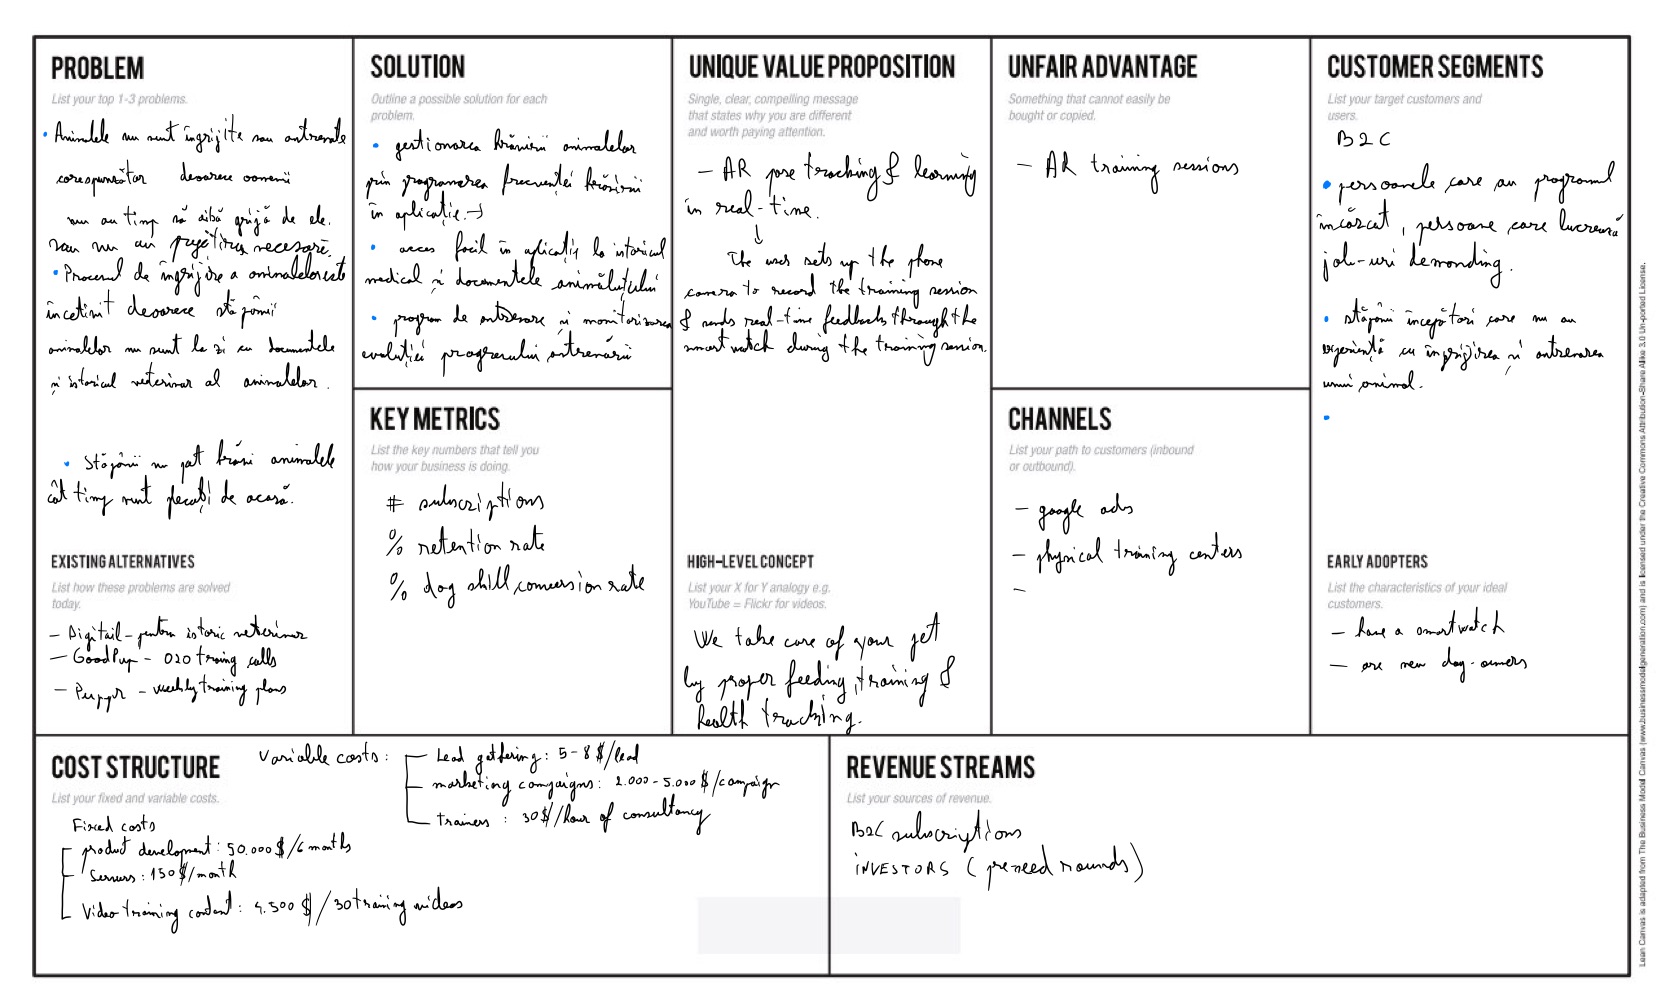 PROBLEM
List your top 1-3 problems.
• Animalele nu sunt îngrijite sau antrenate
corespunzător deoarece oamenii
nu au timp să aibă grijă de ele.
sau nu au pregătirea necesară.
• Procesul de îngrijire a animalelor este
încetinit deoarece stăpânii
animalelor nu sunt la zi cu documentele
și istoricul veterinar al animalelor.
• Stăpânii nu pot hrăni animalele
cât timp sunt plecați de acasă.
EXISTING ALTERNATIVES
List how these problems are solved
today.
- Digitail - pentru istoric veterinar
- GoodPup - O2O traing calls
- Puppr - weekly training plans
SOLUTION
Outline a possible solution for each
problem.
• gestionarea hrănirii animalelor
prin programarea frecvenței hrănirii
în aplicație. →
• acces facil în aplicație la istoricul
medical și documentele animăluțului
• program de antrenare și monitorizarea
evoluției progresului antrenării
KEY METRICS
List the key numbers that tell you
how your business is doing.
# subscriptions
% retention rate
% dog skill conversion rate
UNIQUE VALUE PROPOSITION
Single, clear, compelling message
that states why you are different
and worth paying attention.
- AR pose tracking & learning
in real-time.
↓
The user sets up the phone
camera to record the training session
& sends real-time feedback through the
smartwatch during the training session.
HIGH-LEVEL CONCEPT
List your X for Y analogy e.g.
YouTube = Flickr for videos.
We take care of your pet
by proper feeding, training &
health tracking.
UNFAIR ADVANTAGE
Something that cannot easily be
bought or copied.
- AR training sessions
CHANNELS
List your path to customers (inbound
or outbound).
- google ads
- physical training centers
-
CUSTOMER SEGMENTS
List your target customers and
users.
B2C
• persoanele care au programul
încărcat, persoane care lucrează
job-uri demanding.
• stăpâni începători care nu au
experiență cu îngrijirea și antrenarea
unui animal.
•
EARLY ADOPTERS
List the characteristics of your ideal
customers.
- have a smartwatch
- are new dog-owners
COST STRUCTURE
List your fixed and variable costs.
Variable costs:
Lead gathering: 5-8$/lead
marketing campaigns: 2.000-5.000$/campaign
trainers: 30$/hour of consultancy
Fixed costs
product development: 50.000$/6 months
Servers: 150$/month
Video training content: 4.500$/30 training videos
REVENUE STREAMS
List your sources of revenue.
B2C subscriptions
INVESTORS (preseed rounds)
Lean Canvas is adapted from The Business Model Canvas (www.businessmodelgeneration.com) and is licensed under the Creative Commons Attribution-Share Alike 3.0 Un-ported License.